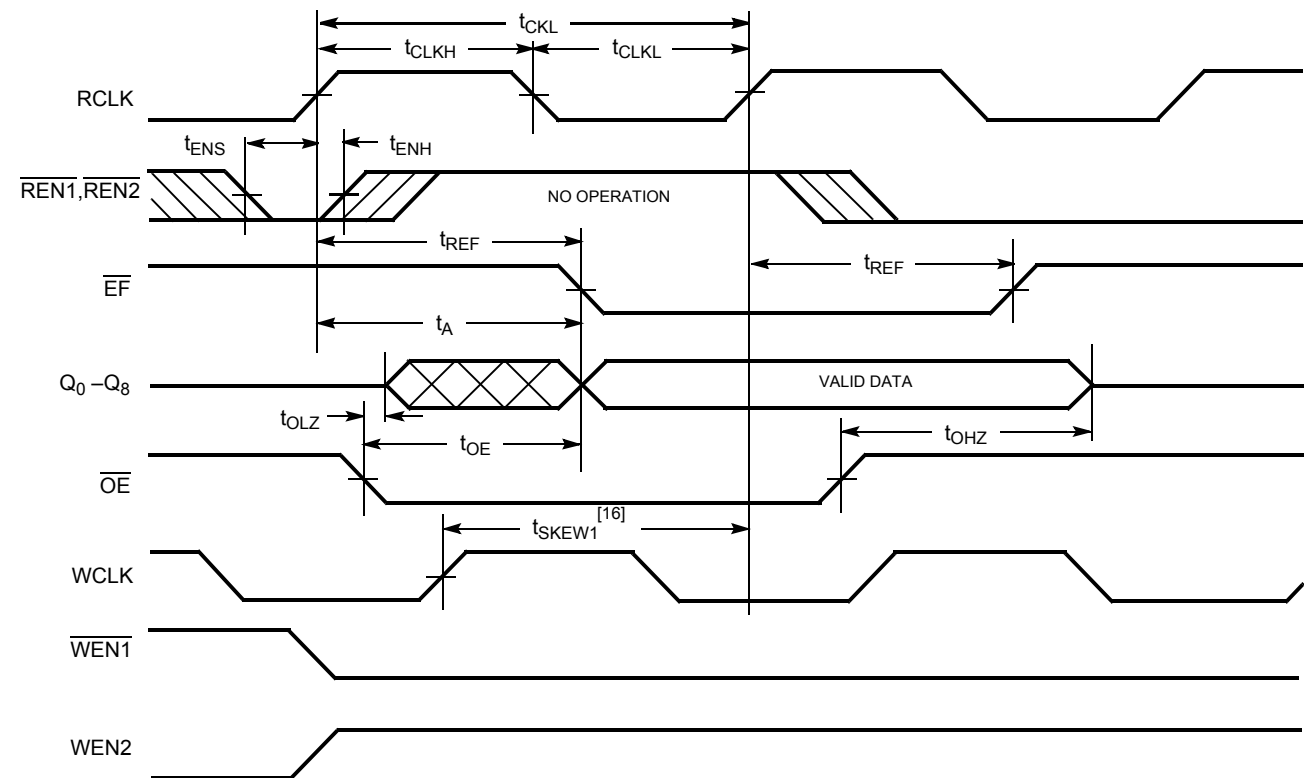 tCKL
tCLKH tCLKL
RCLK
tENS tENH
REN1,REN2
NO OPERATION
tREF
tREF
EF
tA
Q0 –Q8
VALID DATA
tOLZ
tOE
tOHZ
OE
tSKEW1[16]
WCLK
WEN1
WEN2